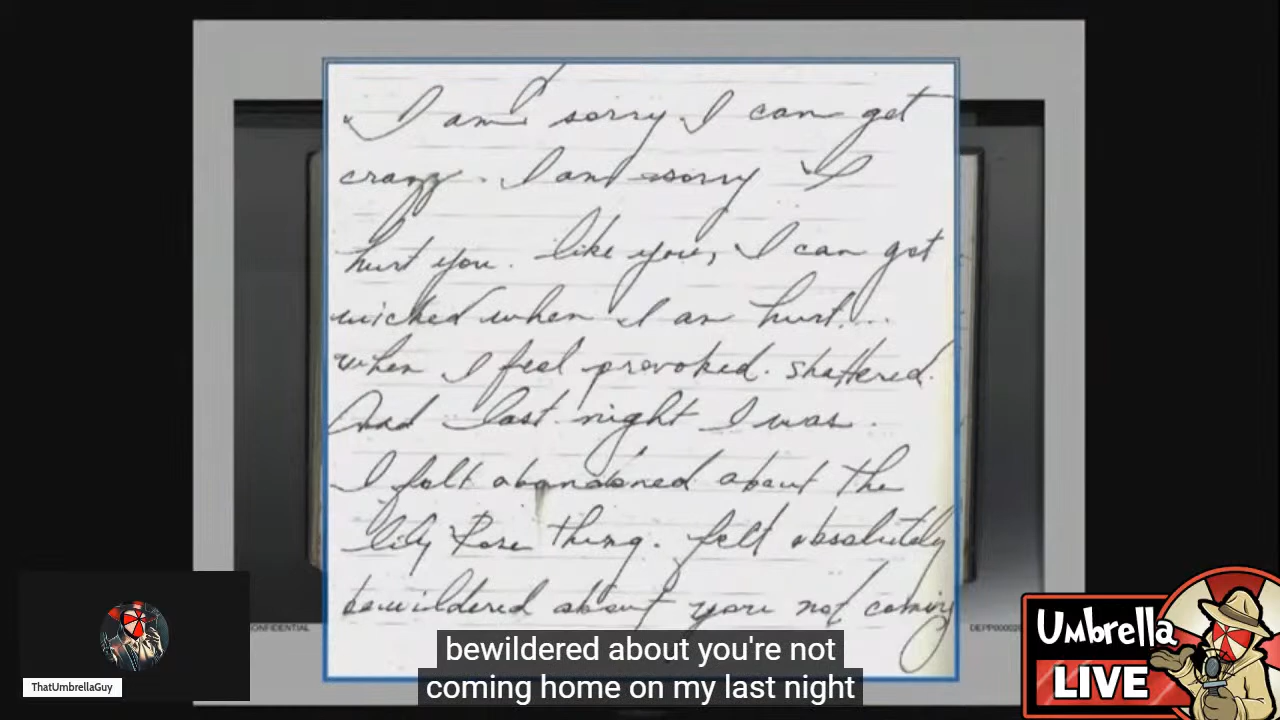 I am sorry I can get
crazy. I am sorry I
hurt you. like you, I can get
wicked when I am hurt....
when I feel provoked. shattered.
And last night I was.
I felt abandoned about the
lily Rose thing. felt absolutely
bewildered about your not coming
bewildered about you're not
coming home on my last night
ONFIDENTIAL
ThatUmbrellaGuy
UMbrella
LIVE